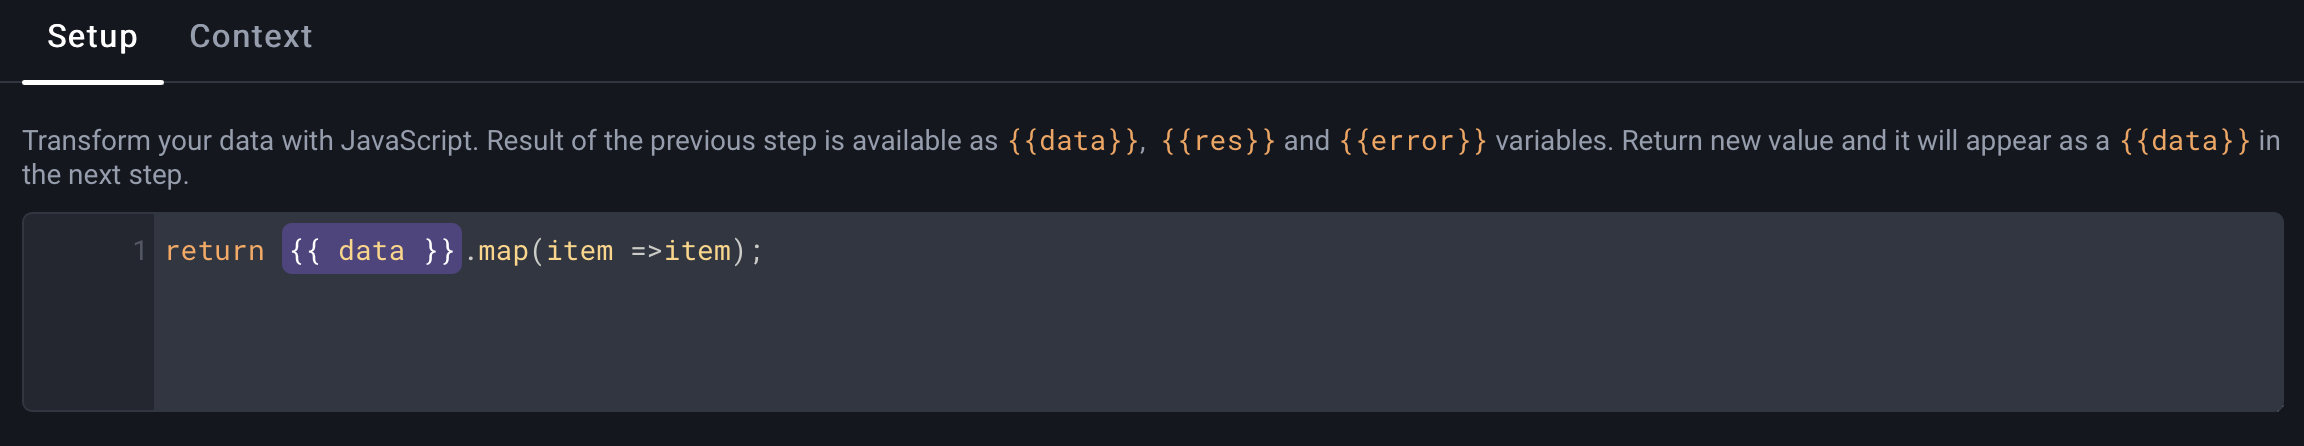 Setup Context
Transform your data with JavaScript. Result of the previous step is available as {{data}}, {{res}} and {{error}} variables. Return new value and it will appear as a {{data}} in
the next step.
1 return {{ data }}.map(item =>item);